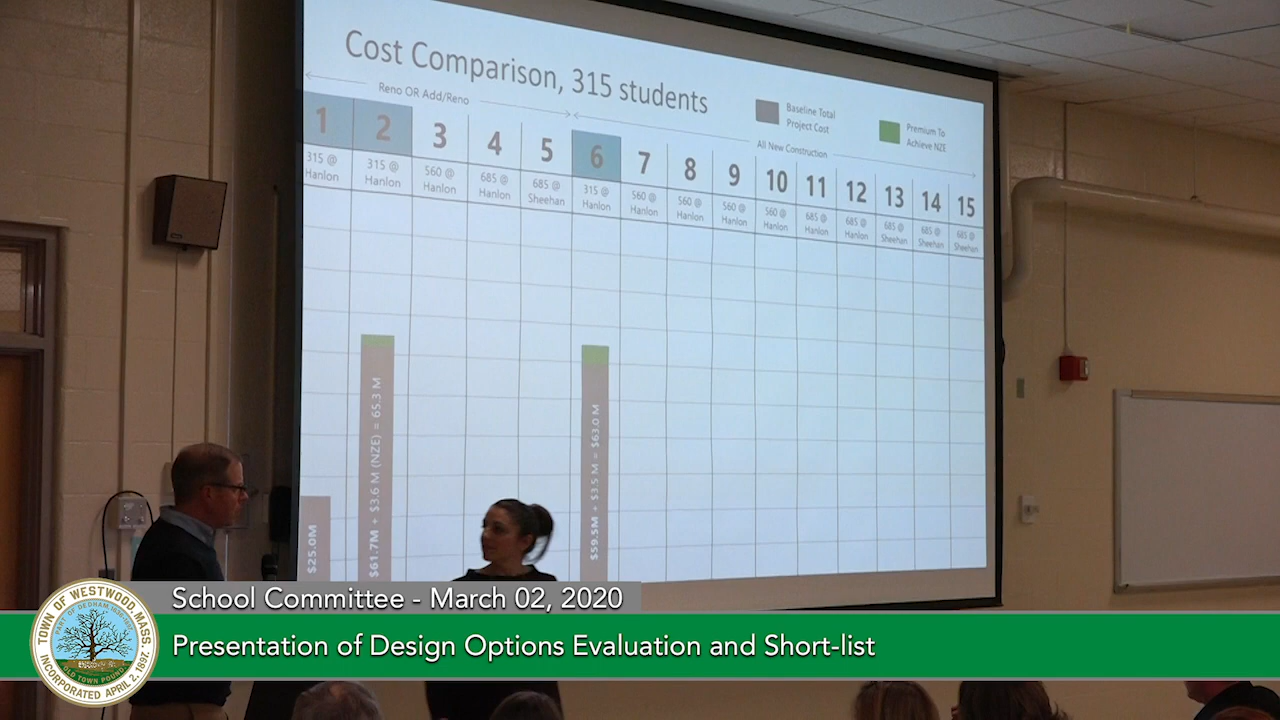 Cost Comparison, 315 students
Reno OR Add/Reno
Baseline Total
Project Cost
Premium To
Achieve NZE
All New Construction
1 2 3 4 5 6 7 8 9 10 11 12 13 14 15
315 @ Hanlon
315 @ Hanlon
560 @ Hanlon
685 @ Hanlon
685 @ Sheehan
315 @ Hanlon
560 @ Hanlon
560 @ Hanlon
560 @ Hanlon
560 @ Hanlon
685 @ Hanlon
685 @ Hanlon
685 @ Sheehan
685 @ Sheehan
685 @ Sheehan
$25.0M
$61.7M + $3.6 M (NZE) = 65.3 M
$59.5M + $3.5 M = $63.0 M
School Committee - March 02, 2020
Presentation of Design Options Evaluation and Short-list
TOWN OF WESTWOOD, MASS.
OLD TOWN POUND
INCORPORATED APRIL 2, 1897.